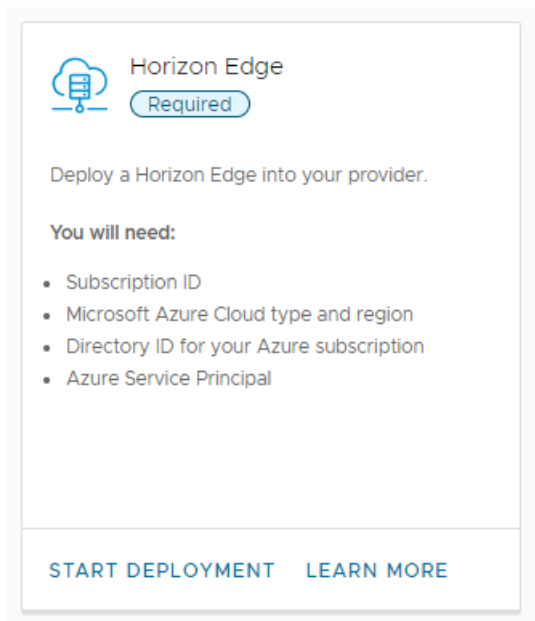 Horizon Edge
Required
Deploy a Horizon Edge into your provider.
You will need:
• Subscription ID
• Microsoft Azure Cloud type and region
• Directory ID for your Azure subscription
• Azure Service Principal
START DEPLOYMENT LEARN MORE